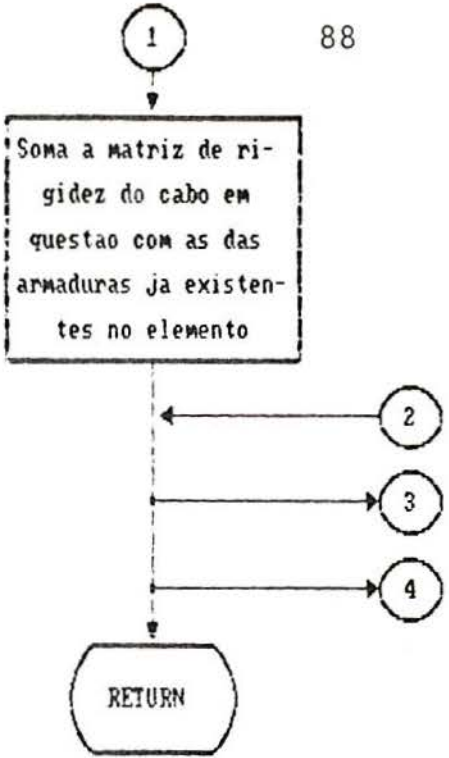 1
88
Soma a matriz de ri-
gidez do cabo em
questao com as das
armaduras ja existen-
tes no elemento
2
3
4
RETURN